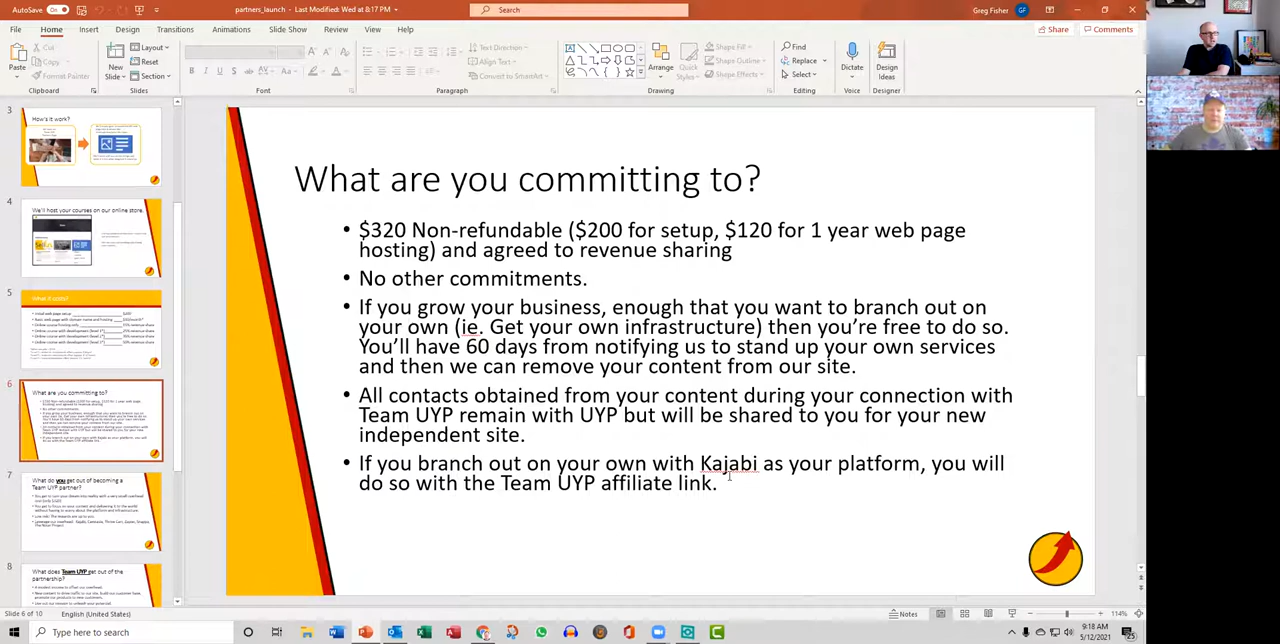 AutoSave On
partners_launch - Last Modified: Wed at 8:17 PM
Search
Greg Fisher GF
File Home Insert Design Transitions Animations Slide Show Review View Help
Share Comments
Paste
Cut
Copy
Format Painter
Clipboard
New Slide
Layout
Reset
Section
Slides
Font
Text Direction
Align Text
Convert to SmartArt
Paragraph
Arrange
Quick Styles
Shape Fill
Shape Outline
Shape Effects
Drawing
Find
Replace
Select
Editing
Dictate
Voice
Design Ideas
Designer
3
How's it work?
4
We'll host your courses on our online store.
5
What it costs?
6
What are you committing to?
7
What do you get out of becoming a
Team UYP partner?
8
What does Team UYP get out of the
partnership?
What are you committing to?
• $320 Non-refundable ($200 for setup, $120 for 1 year web page
hosting) and agreed to revenue sharing
• No other commitments.
• If you grow your business, enough that you want to branch out on
your own (ie. Get your own infrastructure) then you're free to do so.
You'll have 60 days from notifying us to stand up your own services
and then we can remove your content from our site.
• All contacts obtained from your content during your connection with
Team UYP remain with UYP but will be shared to you for your new
independent site.
• If you branch out on your own with Kajabi as your platform, you will
do so with the Team UYP affiliate link.
Slide 6 of 10 English (United States)
Notes
114%
Type here to search
9:18 AM
5/12/2021